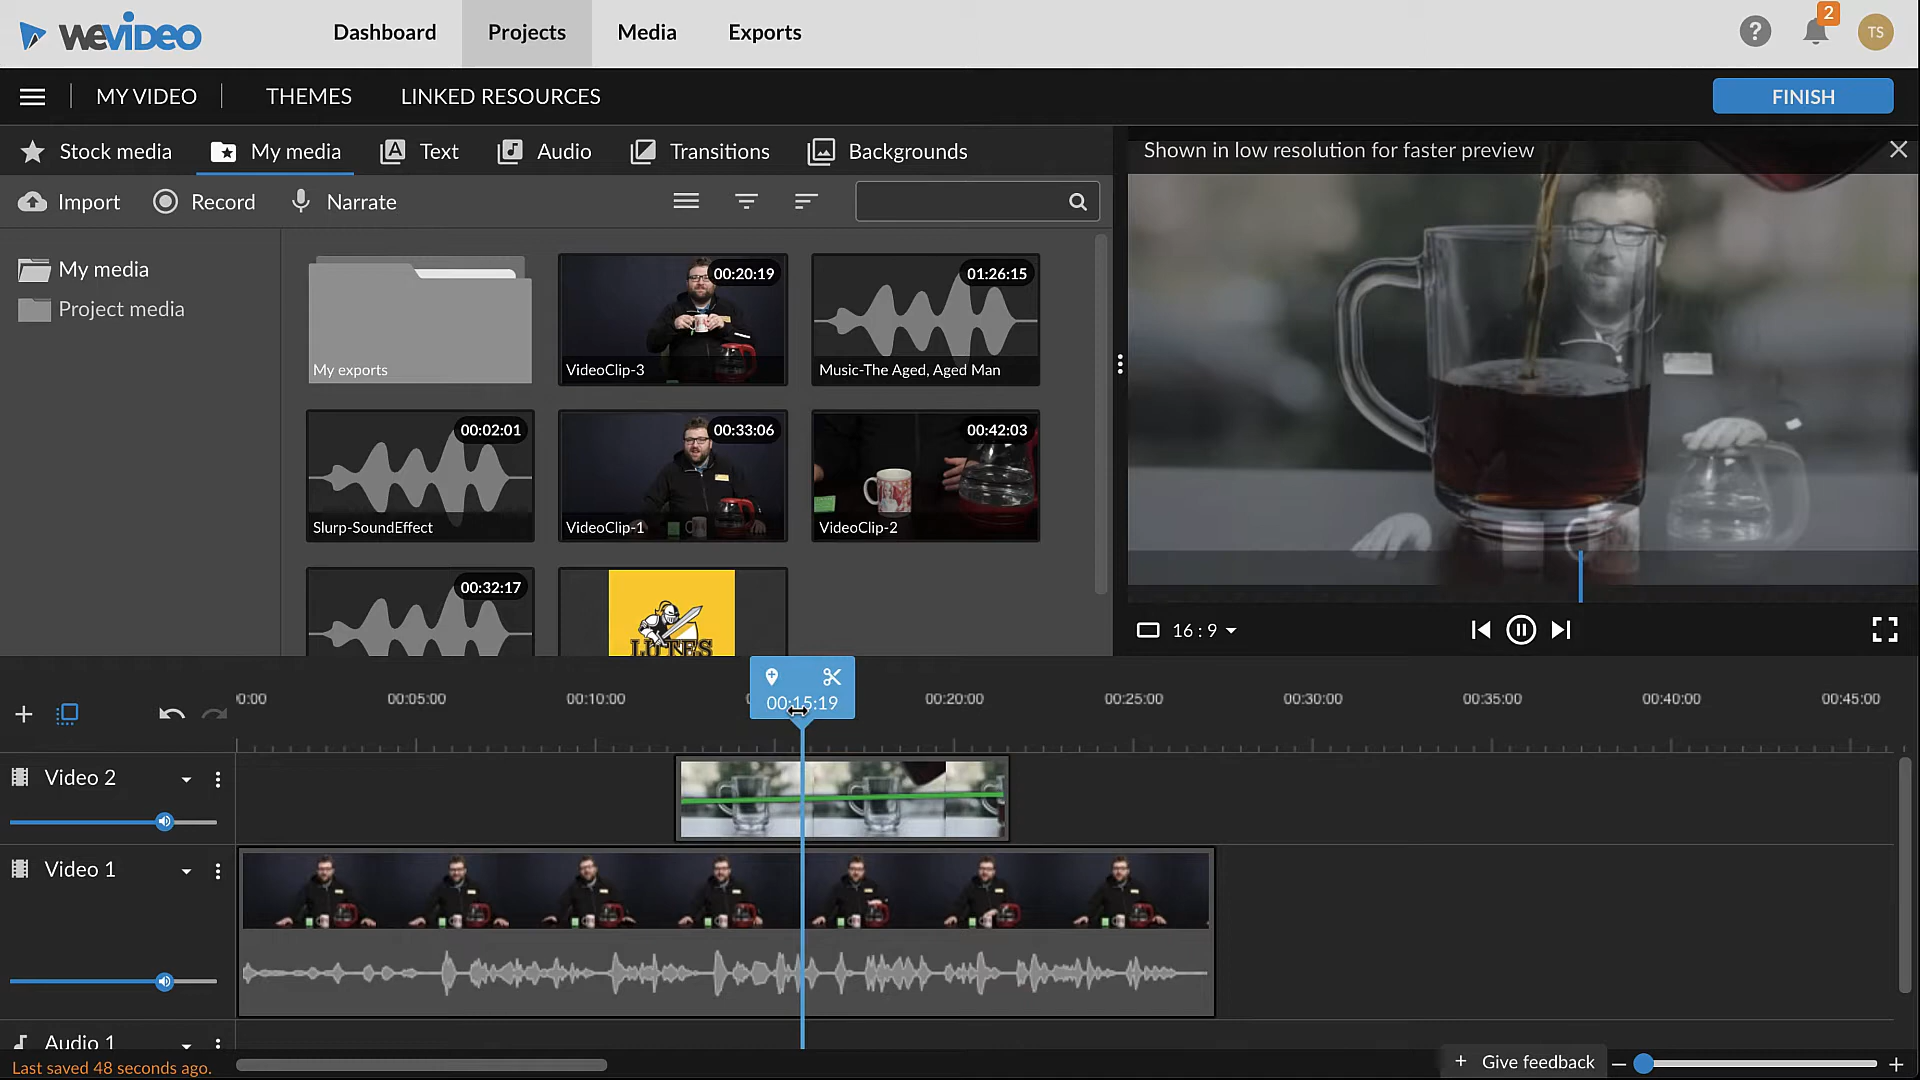 WEVIDEO
Dashboard
Projects
Media
Exports
?
2
TS
MY VIDEO
THEMES
LINKED RESOURCES
FINISH
Stock media
My media
Text
Audio
Transitions
Backgrounds
Shown in low resolution for faster preview
Import
Record
Narrate
My media
Project media
My exports
00:20:19
VideoClip-3
01:26:15
Music-The Aged, Aged Man
00:02:01
Slurp-SoundEffect
00:33:06
VideoClip-1
00:42:03
VideoClip-2
00:32:17
LUTES
16 : 9
0:00
00:05:00
00:10:00
00:15:19
00:20:00
00:25:00
00:30:00
00:35:00
00:40:00
00:45:00
Video 2
Video 1
Audio 1
Last saved 48 seconds ago.
+ Give feedback